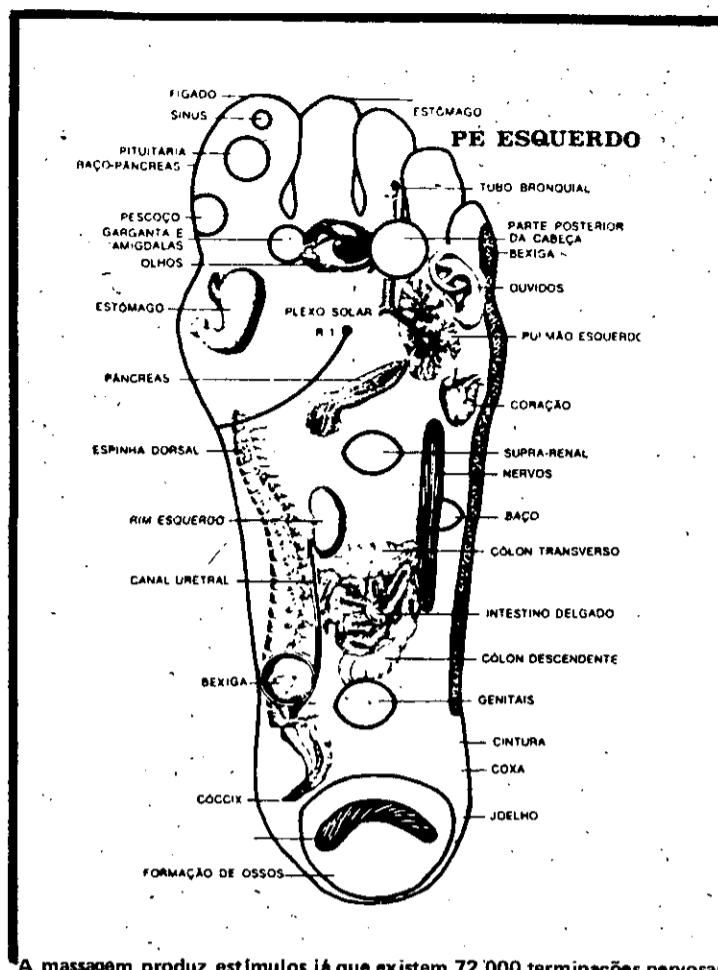 FIGADO
SINUS
ESTÔMAGO
PÉ ESQUERDO
PITUITÁRIA
BAÇO-PÂNCREAS
TUBO BRONQUIAL
PESCOÇO
GARGANTA E
AMIGDALAS
OLHOS
PARTE POSTERIOR
DA CABEÇA
BEXIGA
OUVIDOS
ESTÔMAGO
PLEXO SOLAR
R 1
PULMÃO ESQUERDO
PÂNCREAS
CORAÇÃO
ESPINHA DORSAL
SUPRA-RENAL
NERVOS
RIM ESQUERDO
BAÇO
CÓLON TRANSVERSO
CANAL URETRAL
INTESTINO DELGADO
CÓLON DESCENDENTE
BEXIGA
GENITAIS
CINTURA
COXA
CÓCCIX
JOELHO
FORMAÇÃO DE OSSOS
A massagem produz estímulos já que existem 72 000 terminações nervosas